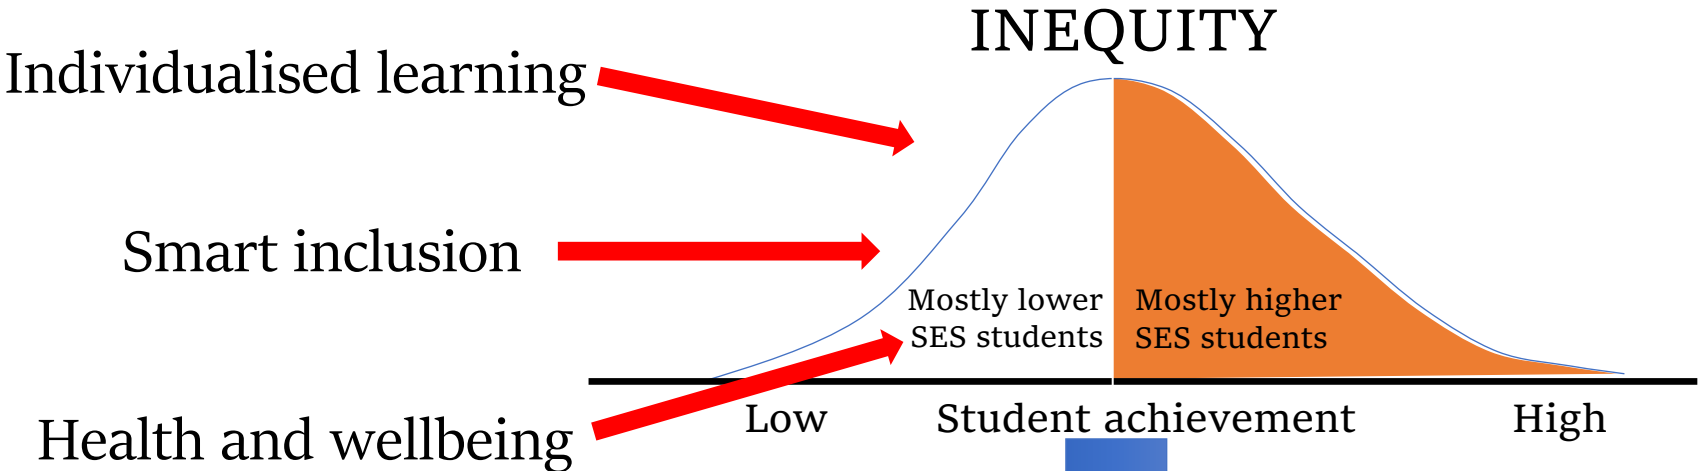 INEQUITY
Individualised learning
Smart inclusion
Health and wellbeing
Mostly lower
SES students
Mostly higher
SES students
Low
Student achievement
High